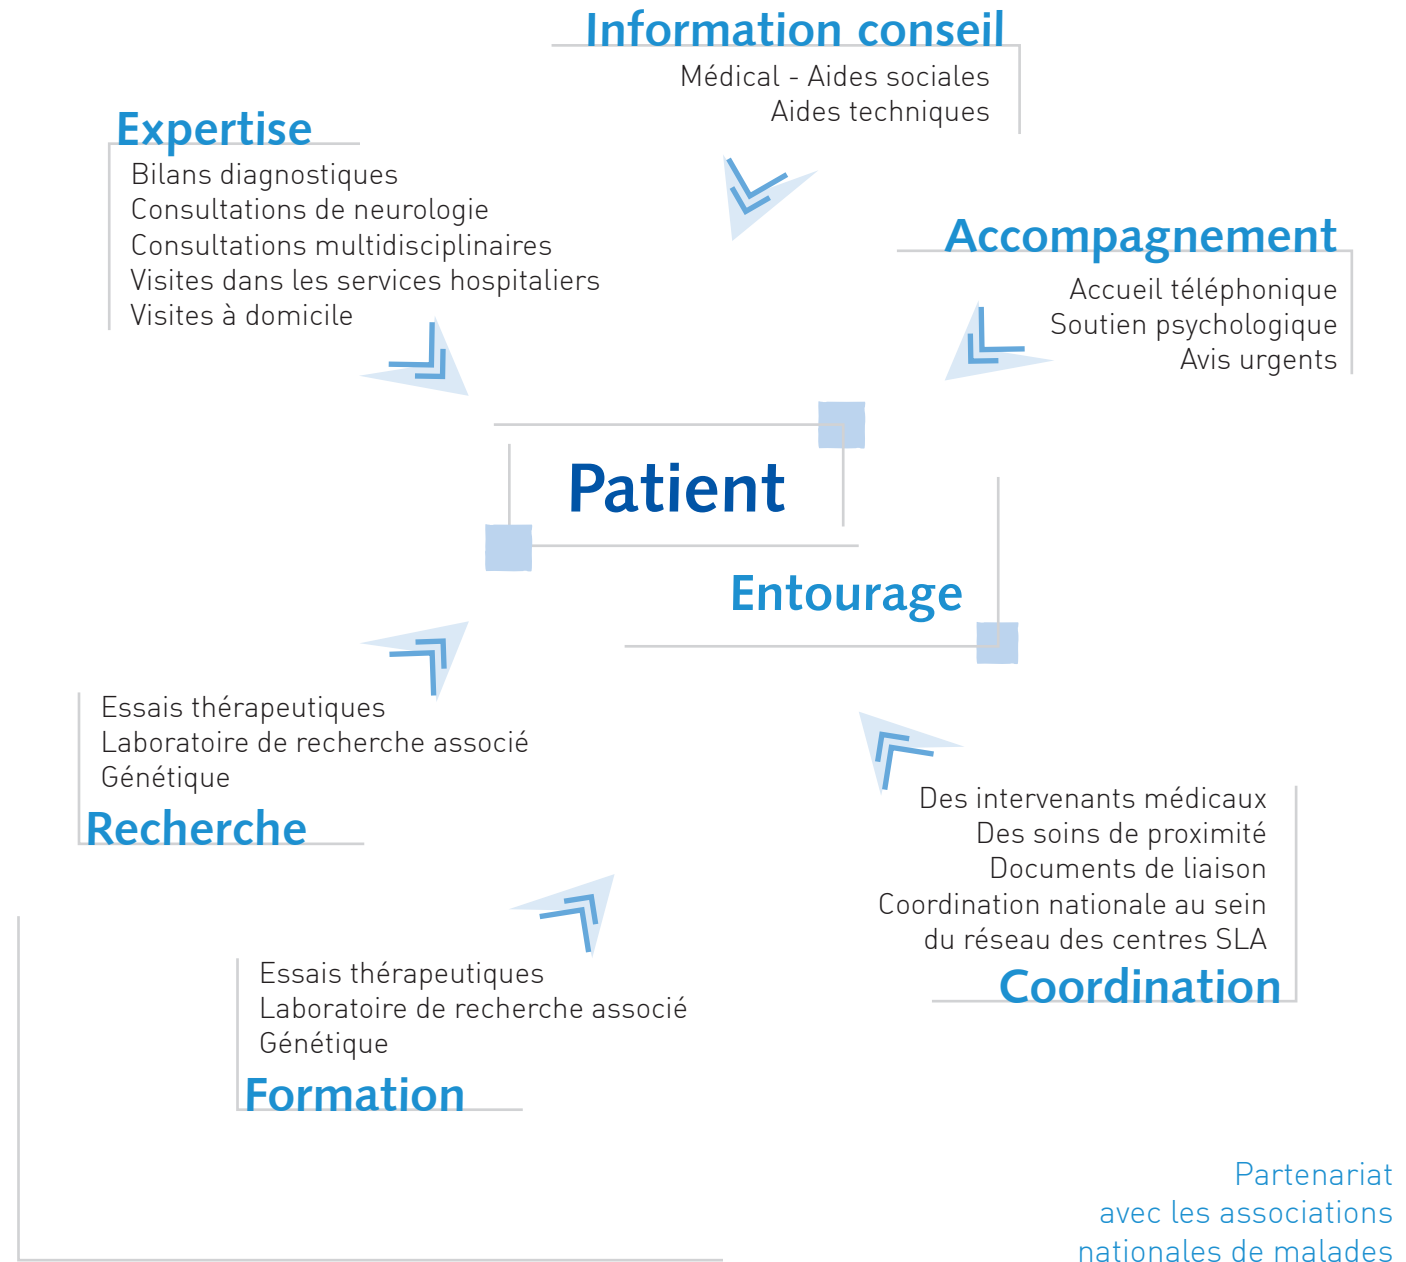 Information conseil
Médical - Aides sociales
Aides techniques
Expertise
Bilans diagnostiques
Consultations de neurologie
Consultations multidisciplinaires
Visites dans les services hospitaliers
Visites à domicile
Accompagnement
Accueil téléphonique
Soutien psychologique
Avis urgents
Patient
Entourage
Essais thérapeutiques
Laboratoire de recherche associé
Génétique
Recherche
Des intervenants médicaux
Des soins de proximité
Documents de liaison
Coordination nationale au sein
du réseau des centres SLA
Coordination
Essais thérapeutiques
Laboratoire de recherche associé
Génétique
Formation
Partenariat
avec les associations
nationales de malades